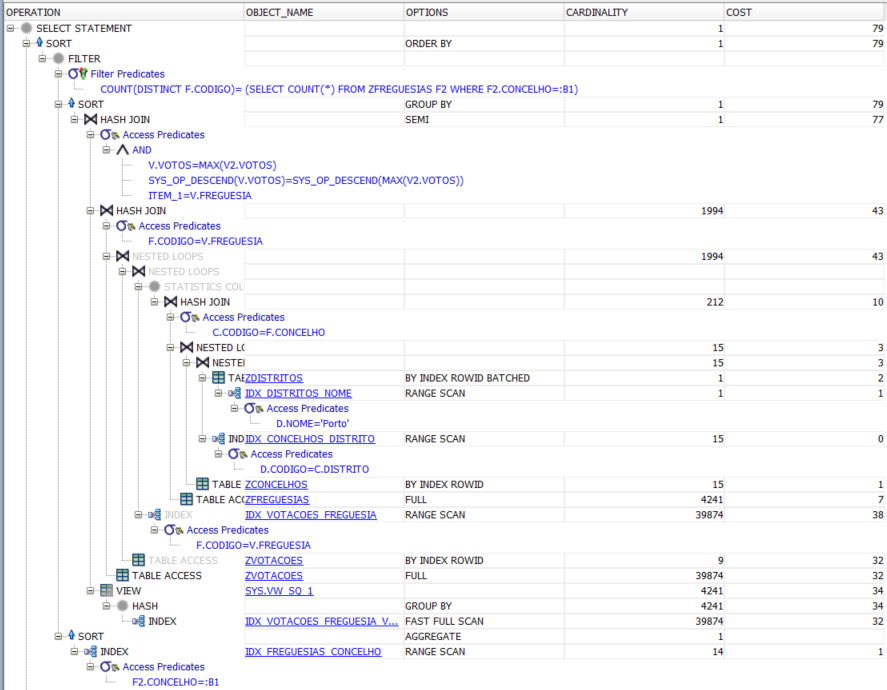 OPERATION OBJECT_NAME OPTIONS CARDINALITY COST
SELECT STATEMENT 1 79
SORT ORDER BY 1 79
FILTER
Filter Predicates
COUNT(DISTINCT F.CODIGO)= (SELECT COUNT(*) FROM ZFREGUESIAS F2 WHERE F2.CONCELHO=:B1)
SORT GROUP BY 1 79
HASH JOIN SEMI 1 77
Access Predicates
AND
V.VOTOS=MAX(V2.VOTOS)
SYS_OP_DESCEND(V.VOTOS)=SYS_OP_DESCEND(MAX(V2.VOTOS))
ITEM_1=V.FREGUESIA
HASH JOIN 1994 43
Access Predicates
F.CODIGO=V.FREGUESIA
NESTED LOOPS 1994 43
NESTED LOOPS
STATISTICS COL
HASH JOIN 212 10
Access Predicates
C.CODIGO=F.CONCELHO
NESTED LO 15 3
NESTE 15 3
TAB ZDISTRITOS BY INDEX ROWID BATCHED 1 2
IDX_DISTRITOS_NOME RANGE SCAN 1 1
Access Predicates
D.NOME='Porto'
IND IDX_CONCELHOS_DISTRITO RANGE SCAN 15 0
Access Predicates
D.CODIGO=C.DISTRITO
TABLE ZCONCELHOS BY INDEX ROWID 15 1
TABLE ACC ZFREGUESIAS FULL 4241 7
INDEX IDX_VOTACOES_FREGUESIA RANGE SCAN 39874 38
Access Predicates
F.CODIGO=V.FREGUESIA
TABLE ACCESS ZVOTACOES BY INDEX ROWID 9 32
TABLE ACCESS ZVOTACOES FULL 39874 32
VIEW SYS.VW_SQ_1 4241 34
HASH GROUP BY 4241 34
INDEX IDX_VOTACOES_FREGUESIA_V... FAST FULL SCAN 39874 32
SORT AGGREGATE 1
INDEX IDX_FREGUESIAS_CONCELHO RANGE SCAN 14 1
Access Predicates
F2.CONCELHO=:B1